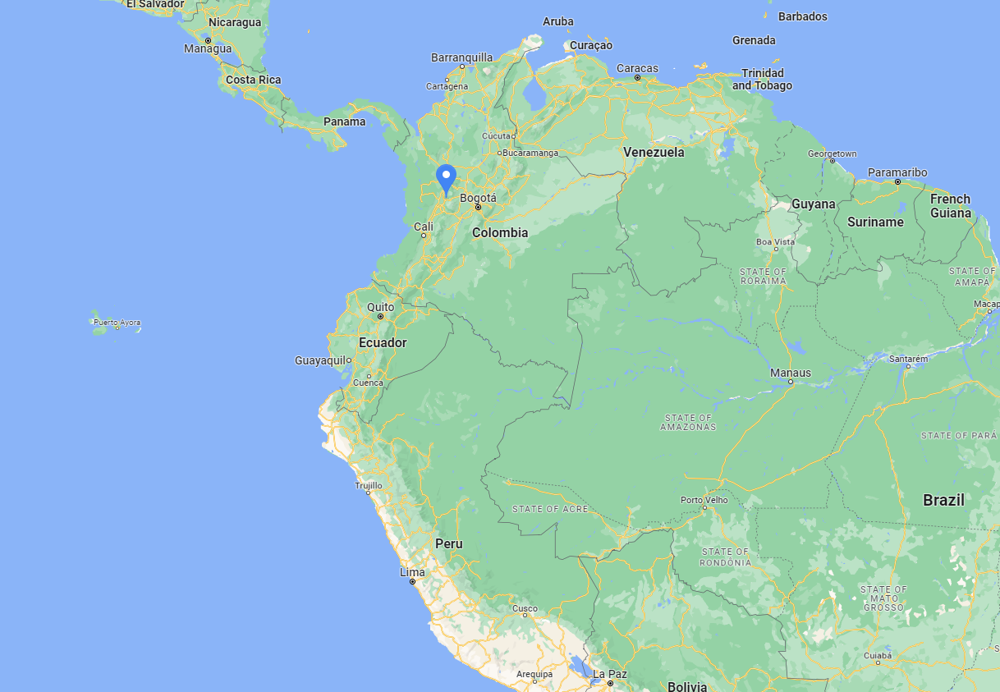 El Salvador
Nicaragua
Managua
Costa Rica
Panama
Aruba
Barbados
Curaçao
Grenada
Barranquilla
Caracas
Trinidad
and Tobago
Cartagena
Cúcuta
Bucaramanga
Venezuela
Georgetown
Paramaribo
Bogotá
Guyana
French
Guiana
Suriname
Cali
Colombia
Boa Vista
STATE OF
RORAIMA
STATE OF
AMAPÁ
Quito
Macap
Puerto Ayora
Ecuador
Guayaquil
Santarém
Cuenca
Manaus
STATE OF
AMAZONAS
STATE OF PARÁ
Trujillo
STATE OF ACRE
Porto Velho
Brazil
Peru
STATE OF
RONDÔNIA
Lima
STATE OF
MATO
GROSSO
Cusco
Cuiabá
S
Arequipa
La Paz
Bolivia